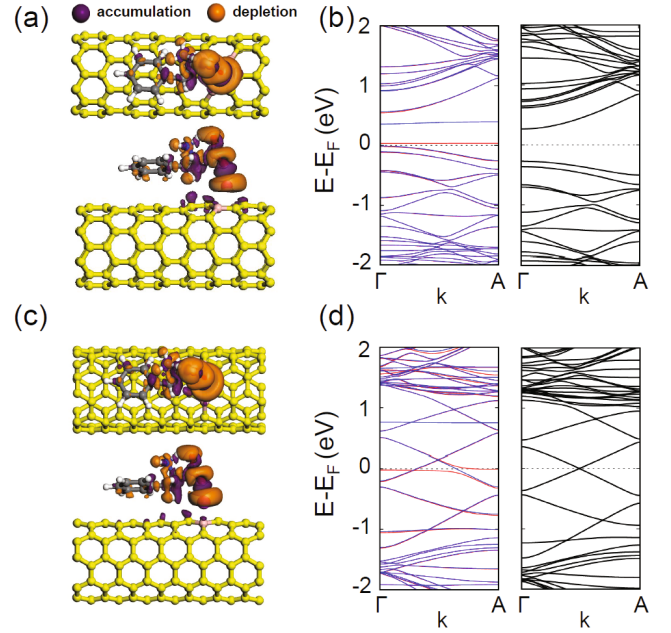 (a)
accumulation
depletion
(b)
2
1
0
-1
-2
E-E_F (eV)
Γ
k
A
Γ
k
A
(c)
(d)
2
1
0
-1
-2
E-E_F (eV)
Γ
k
A
Γ
k
A